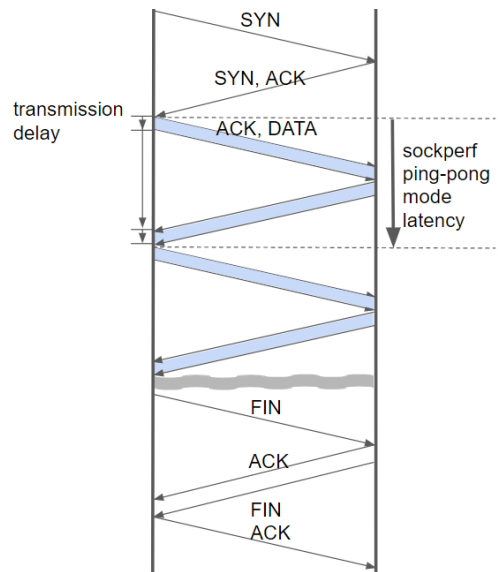 SYN
SYN, ACK
transmission
delay
ACK, DATA
sockperf
ping-pong
mode
latency
FIN
ACK
FIN
ACK